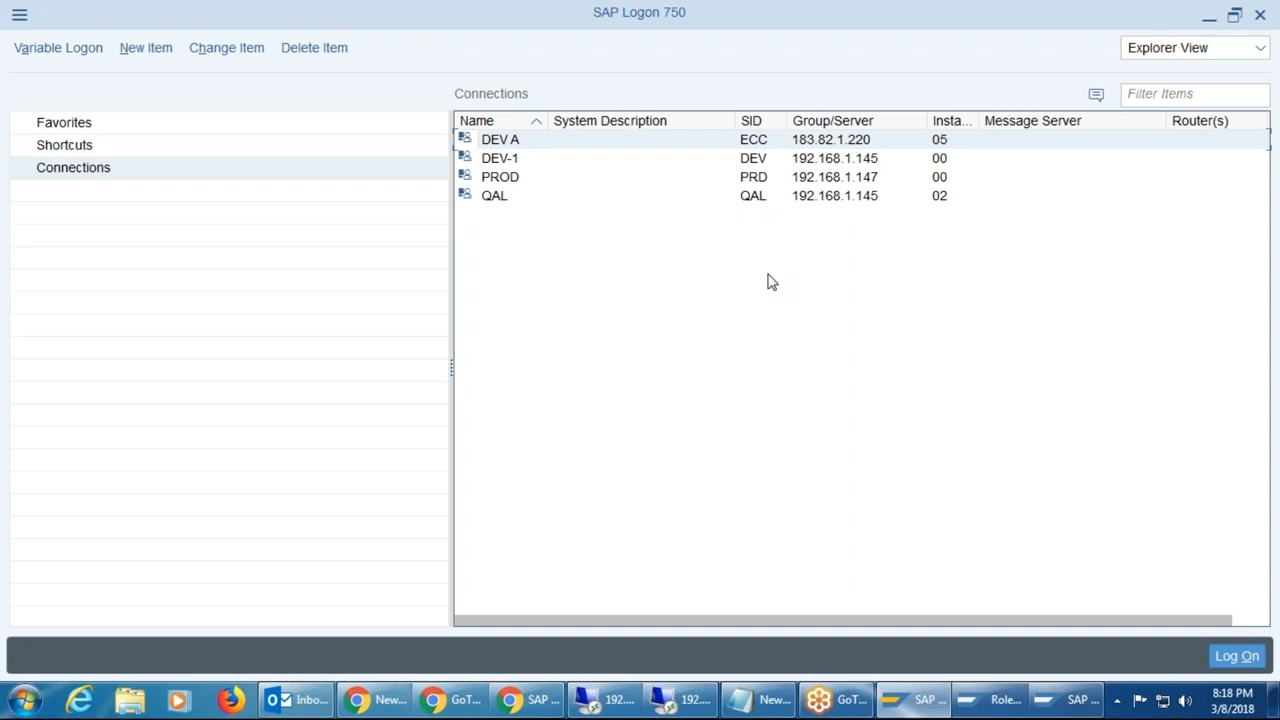 SAP Logon 750
Variable Logon New Item Change Item Delete Item Explorer View
Connections Filter Items
Favorites
Shortcuts
Connections
Name System Description SID Group/Server Insta... Message Server Router(s)
DEV A ECC 183.82.1.220 05
DEV-1 DEV 192.168.1.145 00
PROD PRD 192.168.1.147 00
QAL QAL 192.168.1.145 02
Log On
Inbo... New... GoT... SAP ... 192.... 192.... New... GoT... SAP ... Role... SAP ...
8:18 PM
3/8/2018